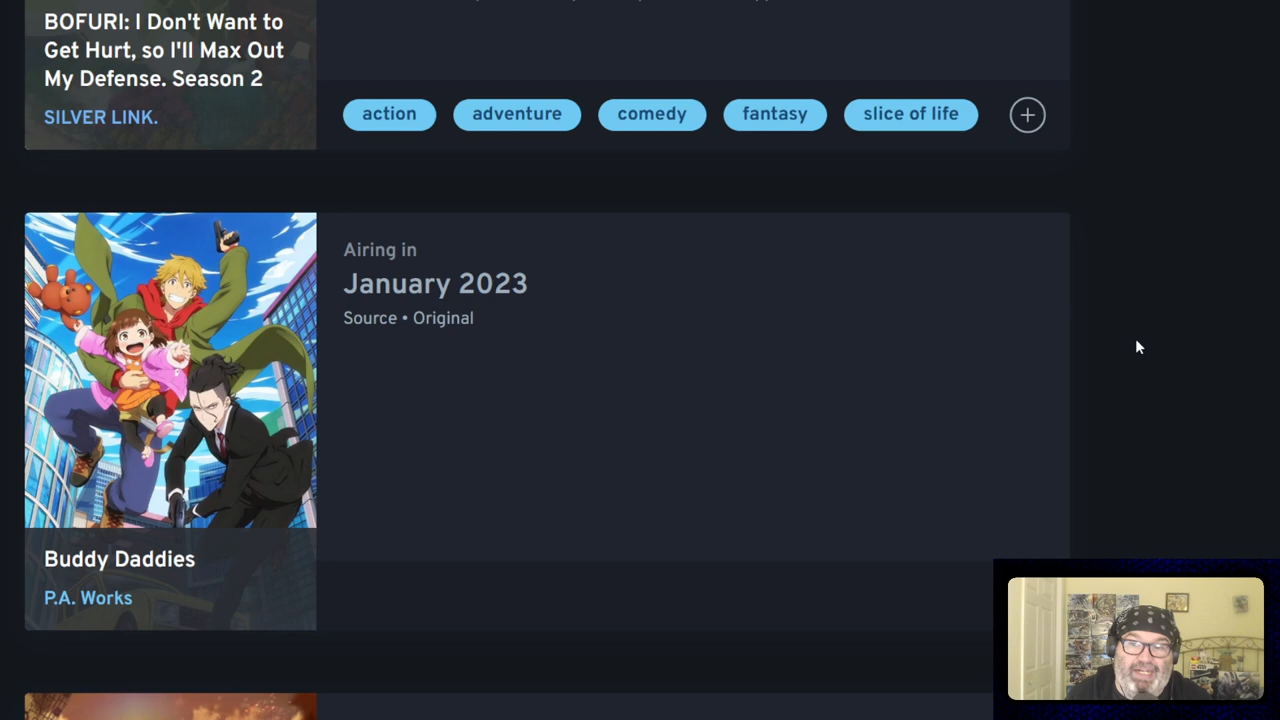 BOFURI: I Don't Want to
Get Hurt, so I'll Max Out
My Defense. Season 2
SILVER LINK.
action adventure comedy fantasy slice of life
Airing in
January 2023
Source • Original
Buddy Daddies
P.A. Works